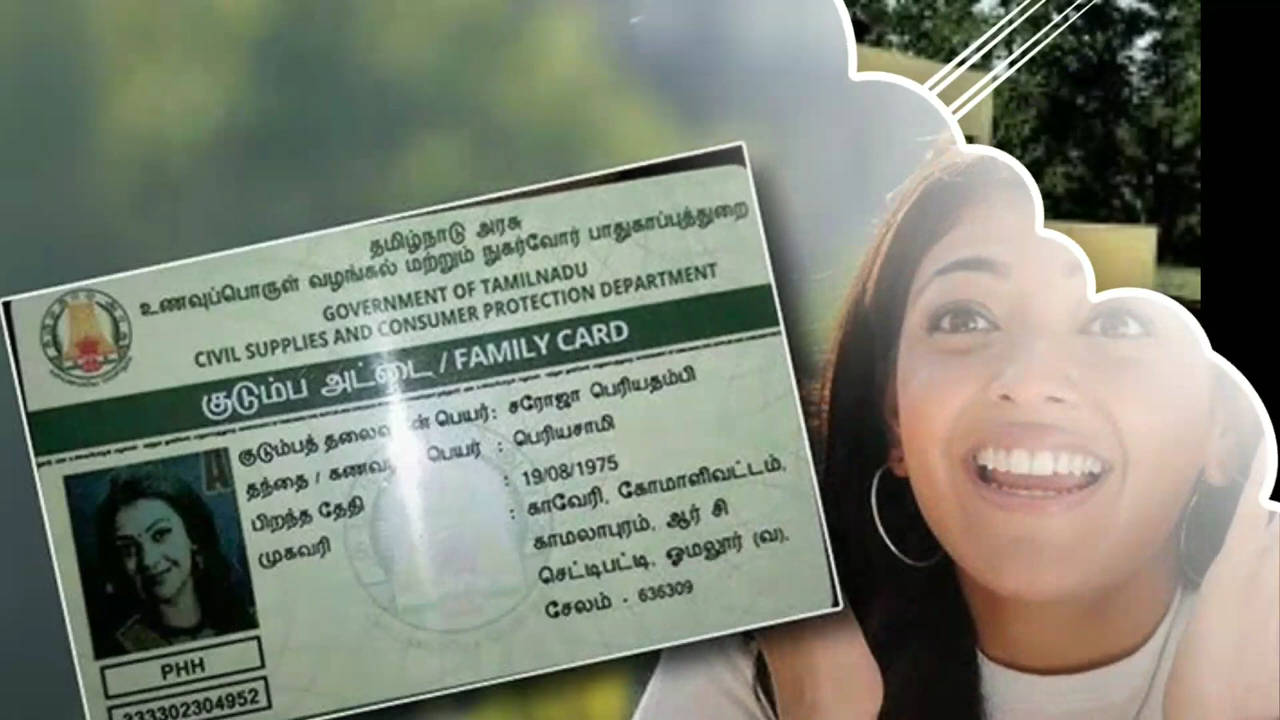 தமிழ்நாடு அரசு
உணவுப்பொருள் வழங்கல் மற்றும் நுகர்வோர் பாதுகாப்புத்துறை
GOVERNMENT OF TAMILNADU
CIVIL SUPPLIES AND CONSUMER PROTECTION DEPARTMENT
குடும்ப அட்டை / FAMILY CARD
குடும்பத் பெயர் : சரோஜா பெரியதம்பி
தந்தை / பெயர் : பெரியசாமி
பிறந்த தேதி : 19/08/1975
முகவரி : காவேரி, கோமாளிவட்டம்,
காமலாபுரம், ஆர் சி
செட்டிபட்டி, ஓமலூர் (வ),
சேலம் - 636309
PHH
333302304952